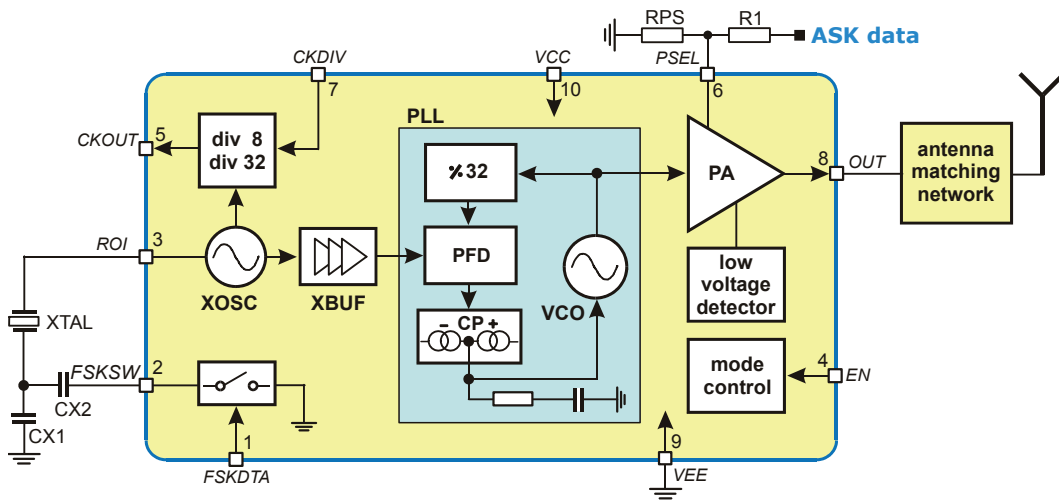 RPS
R1
ASK data
CKDIV
VCC
PSEL
7
10
6
PLL
CKOUT
5
div 8
div 32
% 32
PA
8
OUT
antenna
matching
network
ROI
3
XOSC
XBUF
PFD
VCO
low
voltage
detector
XTAL
- CP +
FSKSW
2
mode
control
4
EN
CX2
CX1
1
9
FSKDTA
VEE